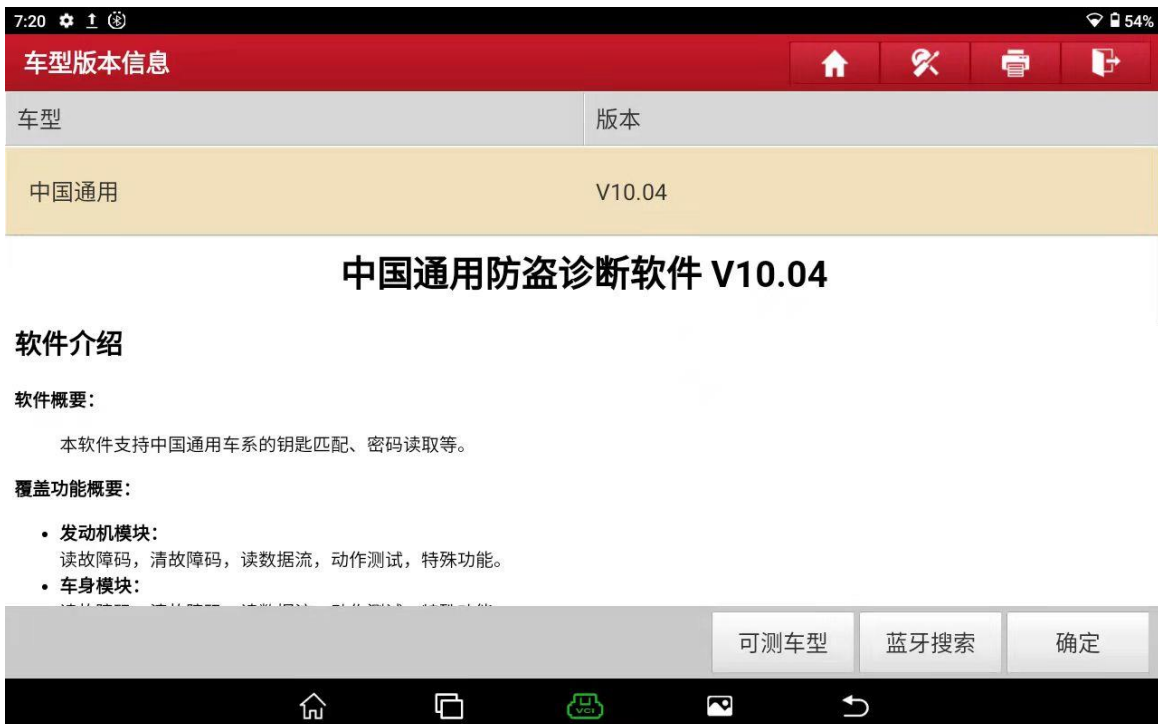 7:20
54%
车型版本信息
车型 版本
中国通用 V10.04
中国通用防盗诊断软件 V10.04
软件介绍
软件概要：
本软件支持中国通用车系的钥匙匹配、密码读取等。
覆盖功能概要：
• 发动机模块：
读故障码，清故障码，读数据流，动作测试，特殊功能。
• 车身模块：
可测车型 蓝牙搜索 确定
VCI